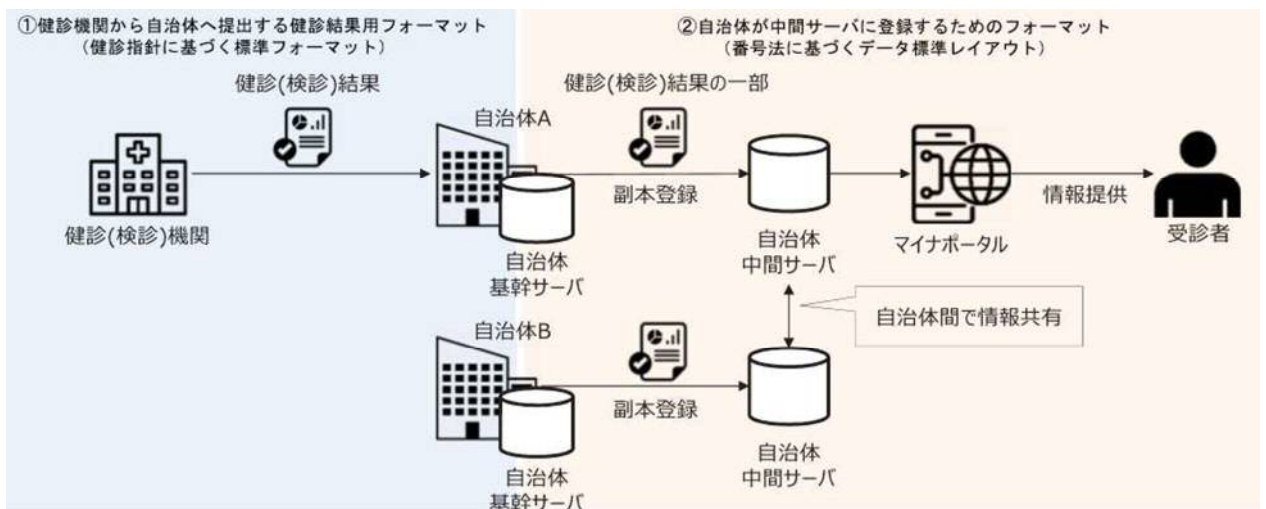 ①健診機関から自治体へ提出する健診結果用フォーマット
(健診指針に基づく標準フォーマット)
②自治体が中間サーバに登録するためのフォーマット
(番号法に基づくデータ標準レイアウト)
健診(検診)結果
健診(検診)結果の一部
自治体A
副本登録
情報提供
健診(検診)機関
自治体
基幹サーバ
自治体
中間サーバ
マイナポータル
受診者
自治体間で情報共有
自治体B
副本登録
自治体
基幹サーバ
自治体
中間サーバ